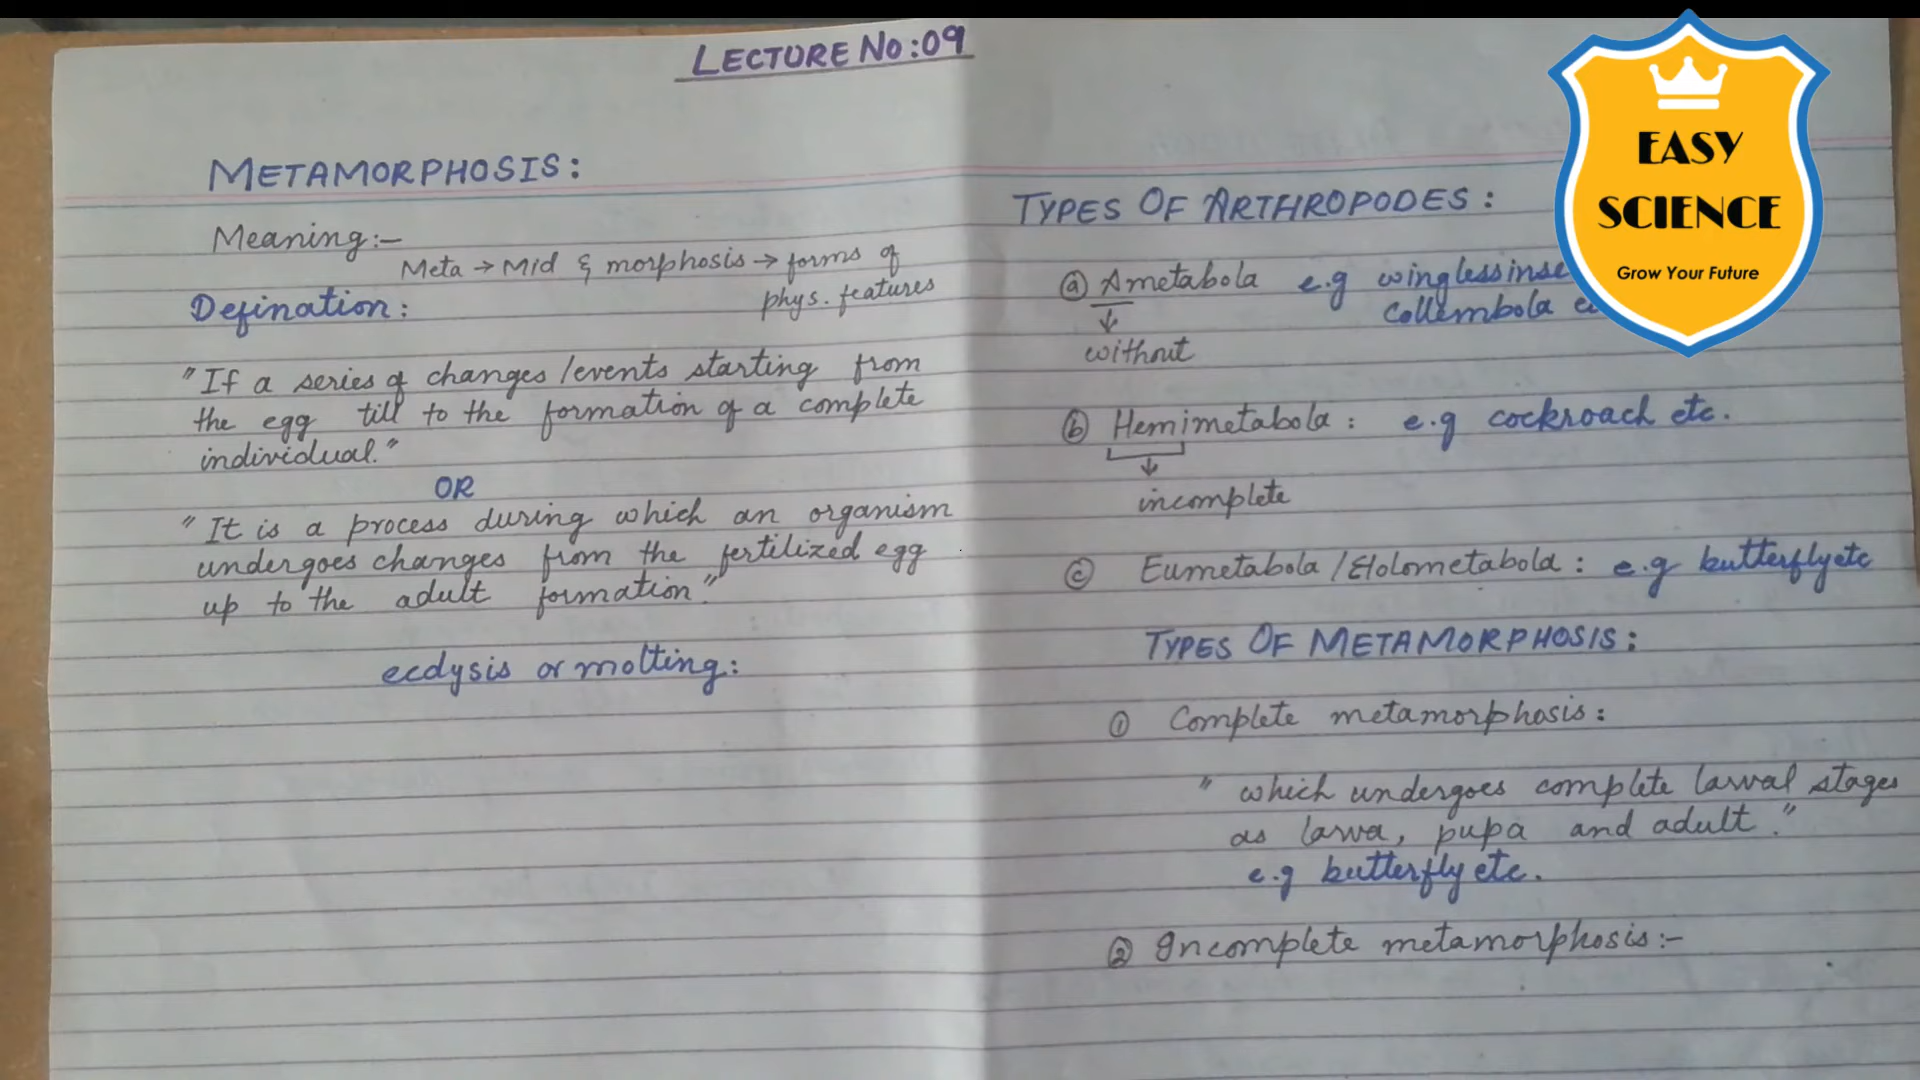 LECTURE No:09
METAMORPHOSIS:
Meaning:-
Meta → Mid & morphosis → forms of
phys. features
Defination:
"If a series of changes/events starting from
the egg till to the formation of a complete
individual."
OR
"It is a process during which an organism
undergoes changes from the fertilized egg
up to the adult formation"
ecdysis or molting:
TYPES OF ARTHROPODES:
(a) Ametabola e.g wingless
Collembola
↓
without
(b) Hemimetabola: e.g cockroach etc.
↓
incomplete
(c) Eumetabola/Holometabola: e.g butterfly etc
TYPES OF METAMORPHOSIS:
① Complete metamorphosis:
"which undergoes complete larval stages
as larva, pupa and adult."
e.g butterfly etc.
② Incomplete metamorphosis:-
EASY
SCIENCE
Grow Your Future